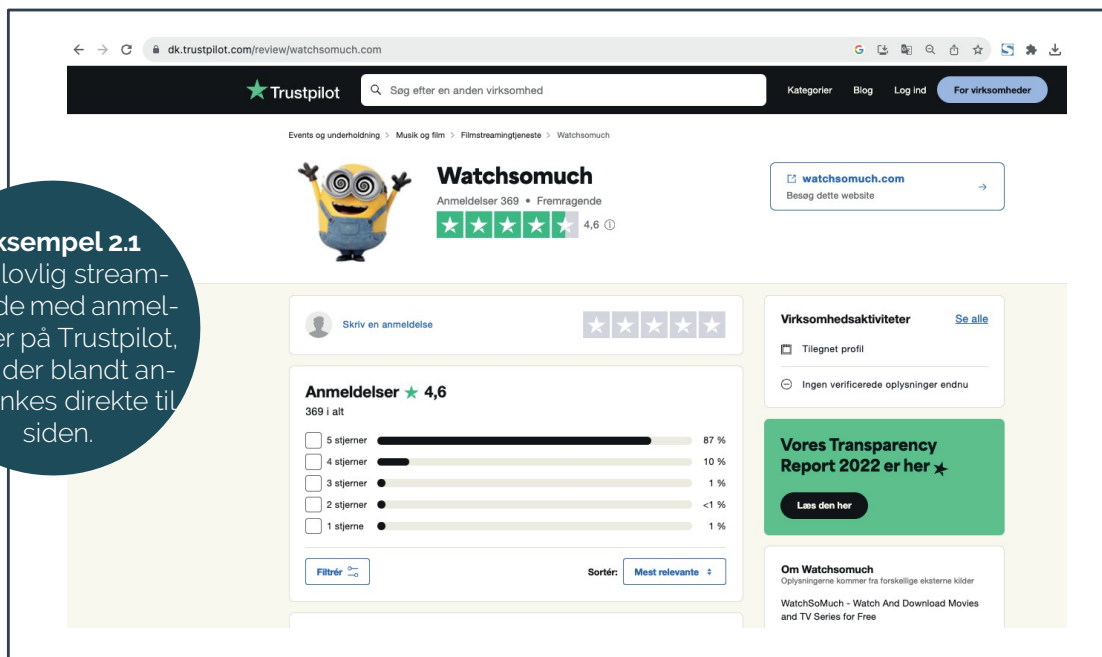 dk.trustpilot.com/review/watchsomuch.com
Trustpilot
Søg efter en anden virksomhed
Kategorier Blog Log ind For virksomheder
Events og underholdning > Musik og film > Filmstreamingtjeneste > Watchsomuch
Watchsomuch
Anmeldelser 369 • Fremragende
4,6
watchsomuch.com
Besøg dette website
ksempel 2.1
lovlig stream-
de med anmel-
er på Trustpilot,
der blandt an-
nkes direkte til
siden.
Skriv en anmeldelse
Anmeldelser ★ 4,6
369 i alt
5 stjerner 87 %
4 stjerner 10 %
3 stjerner 1 %
2 stjerner <1 %
1 stjerne 1 %
Filtrér
Sortér: Mest relevante
Virksomhedsaktiviteter Se alle
Tilegnet profil
Ingen verificerede oplysninger endnu
Vores Transparency
Report 2022 er her
Læs den her
Om Watchsomuch
Oplysningerne kommer fra forskellige eksterne kilder
WatchSoMuch - Watch And Download Movies
and TV Series for Free